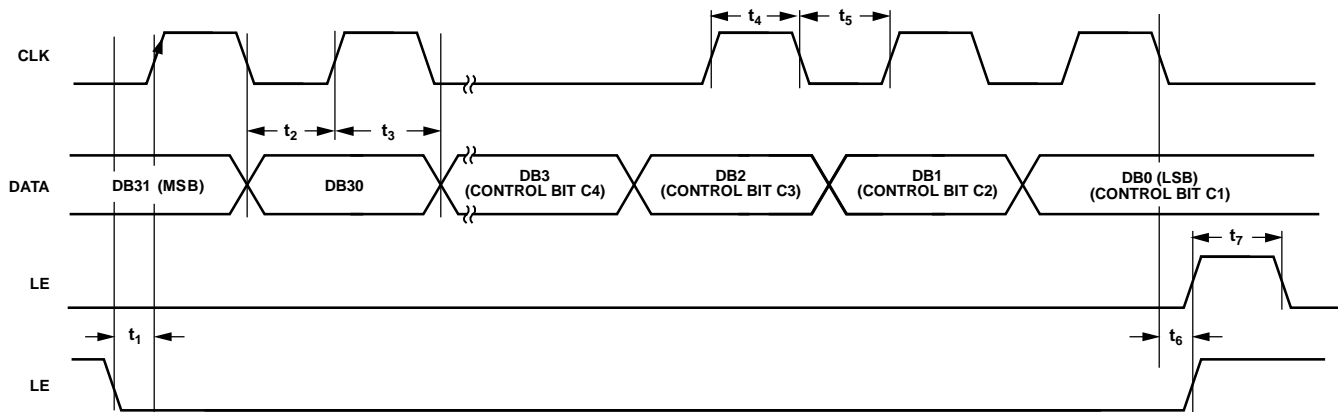 t4 t5
CLK
t2 t3
DATA
DB31 (MSB)
DB30
DB3
(CONTROL BIT C4)
DB2
(CONTROL BIT C3)
DB1
(CONTROL BIT C2)
DB0 (LSB)
(CONTROL BIT C1)
t7
LE
t1
t6
LE